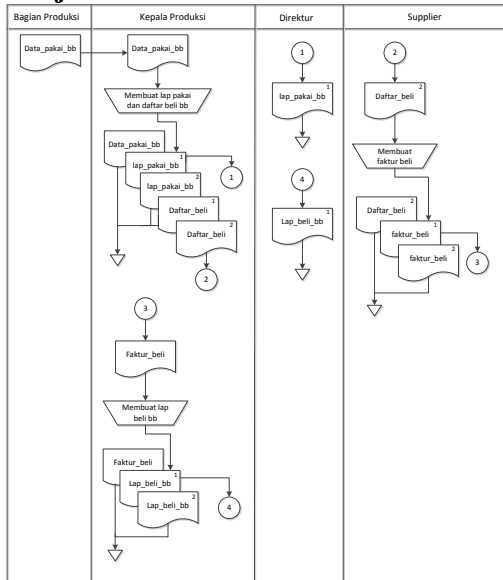 Bagian Produksi
Kepala Produksi
Direktur
Supplier
Data_pakai_bb
Data_pakai_bb
Membuat lap pakai
dan daftar beli bb
Data_pakai_bb
1
lap_pakai_bb
2
lap_pakai_bb
1
Daftar_beli
2
Daftar_beli
1
2
3
Faktur_beli
Membuat lap
beli bb
Faktur_beli
1
Lap_beli_bb
2
Lap_beli_bb
4
1
1
lap_pakai_bb
4
1
Lap_beli_bb
2
2
Daftar_beli
Membuat
faktur beli
2
Daftar_beli
1
faktur_beli
2
faktur_beli
3